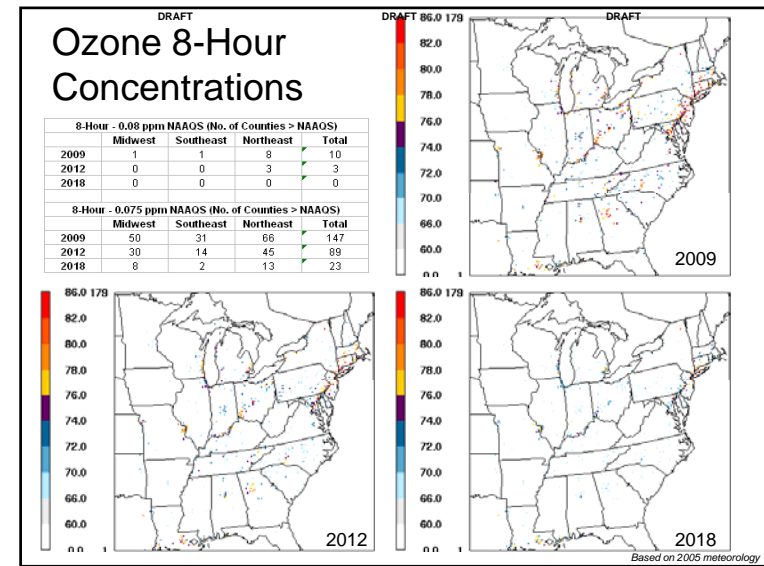 DRAFT DRAFT DRAFT
Ozone 8-Hour
Concentrations
8-Hour - 0.08 ppm NAAQS (No. of Counties > NAAQS)
Midwest Southeast Northeast Total
2009 1 1 8 10
2012 0 0 3 3
2018 0 0 0 0
8-Hour - 0.075 ppm NAAQS (No. of Counties > NAAQS)
Midwest Southeast Northeast Total
2009 50 31 66 147
2012 30 14 45 89
2018 8 2 13 23
86.0 179
82.0
80.0
78.0
76.0
74.0
72.0
70.0
66.0
60.0
0.0 1
2009
86.0 179
82.0
80.0
78.0
76.0
74.0
72.0
70.0
66.0
60.0
0.0 1
2012
86.0 179
82.0
80.0
78.0
76.0
74.0
72.0
70.0
66.0
60.0
0.0 1
2018
Based on 2005 meteorology